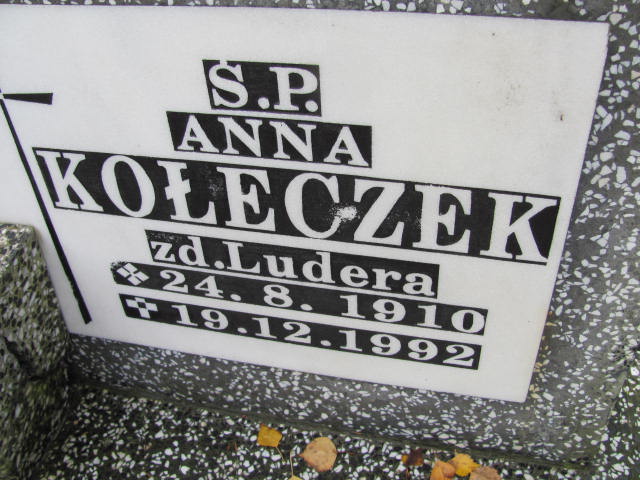 Ś.P.
ANNA
KOŁECZEK
zd. Ludera
24. 8. 1910
19.12.1992